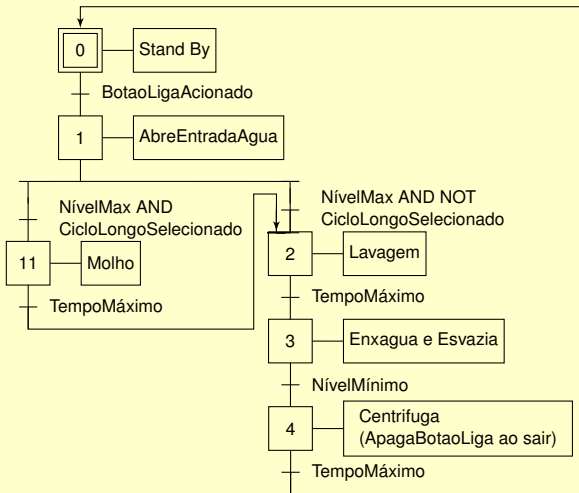 0
Stand By
BotaoLigaAcionado
1
AbreEntradaAgua
NívelMax AND
CicloLongoSelecionado
NívelMax AND NOT
CicloLongoSelecionado
11
Molho
2
Lavagem
TempoMáximo
TempoMáximo
3
Enxagua e Esvazia
NívelMínimo
4
Centrifuga
(ApagaBotaoLiga ao sair)
TempoMáximo